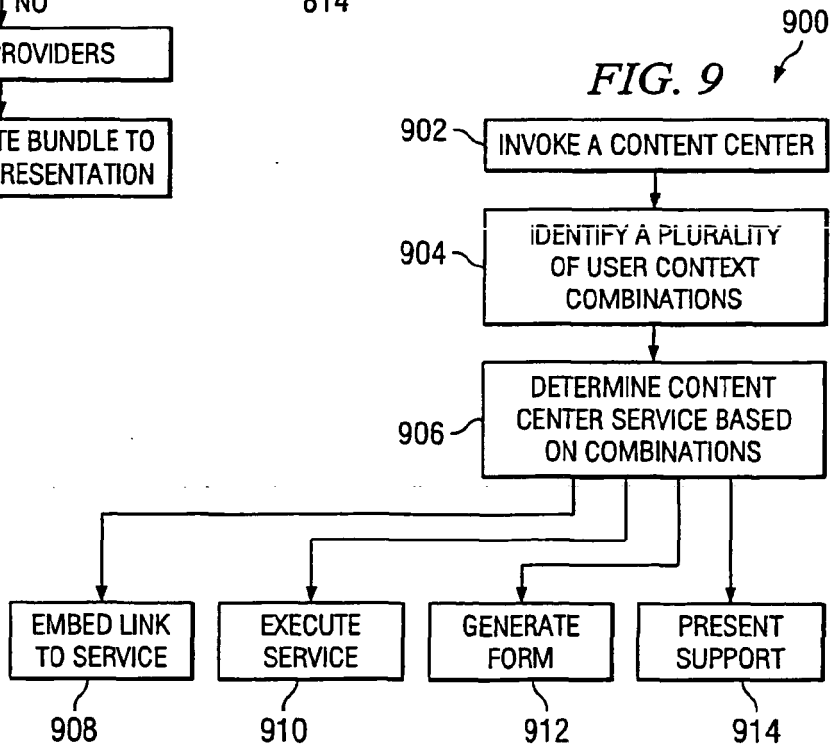 NO
814
ROVIDERS
TE BUNDLE TO
RESENTATION
900
FIG. 9
902
INVOKE A CONTENT CENTER
904
IDENTIFY A PLURALITY
OF USER CONTEXT
COMBINATIONS
906
DETERMINE CONTENT
CENTER SERVICE BASED
ON COMBINATIONS
EMBED LINK
TO SERVICE
EXECUTE
SERVICE
GENERATE
FORM
PRESENT
SUPPORT
908
910
912
914